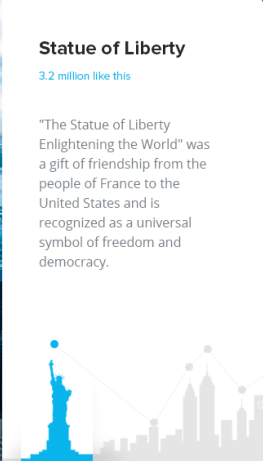 Statue of Liberty
3.2 million like this
"The Statue of Liberty
Enlightening the World" was
a gift of friendship from the
people of France to the
United States and is
recognized as a universal
symbol of freedom and
democracy.